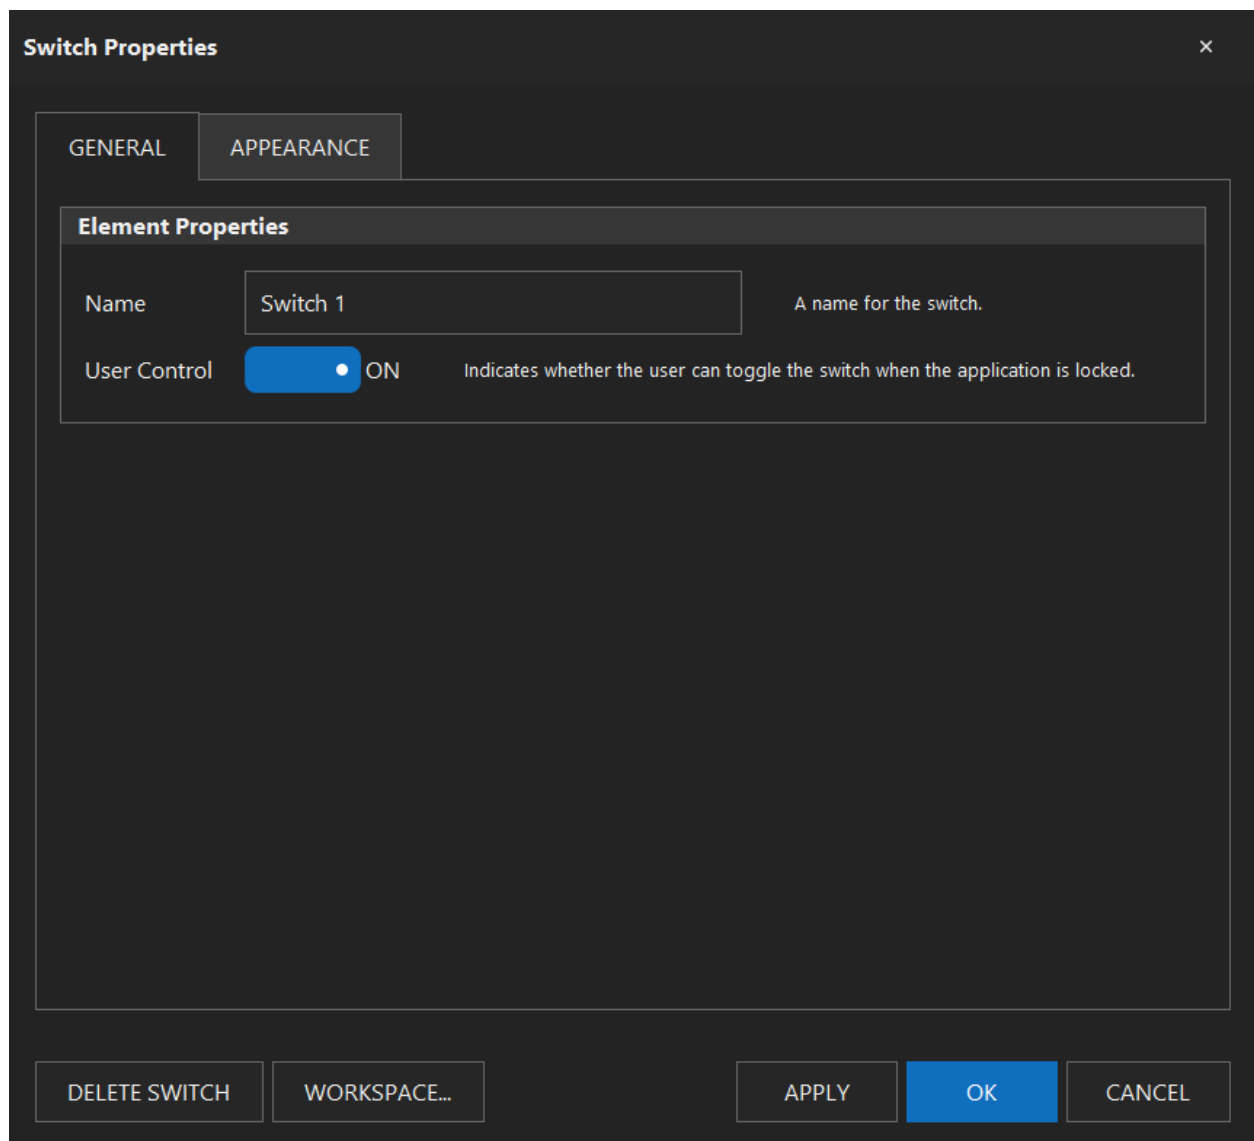 Switch Properties ×
GENERAL APPEARANCE
Element Properties
Name Switch 1 A name for the switch.
User Control ON Indicates whether the user can toggle the switch when the application is locked.
DELETE SWITCH WORKSPACE... APPLY OK CANCEL